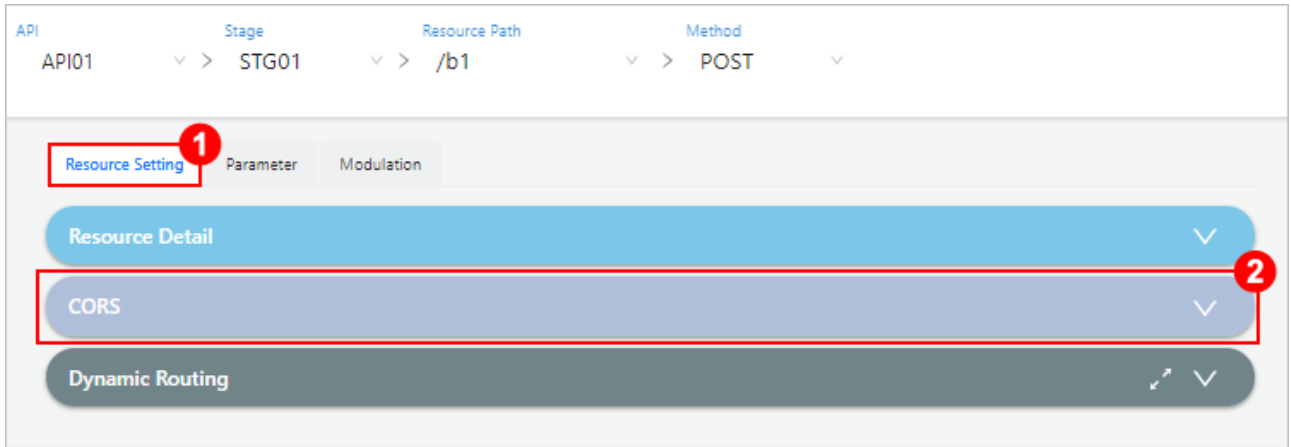 API Stage Resource Path Method
API01 > STG01 > /b1 > POST
1
Resource Setting Parameter Modulation
Resource Detail
2
CORS
Dynamic Routing